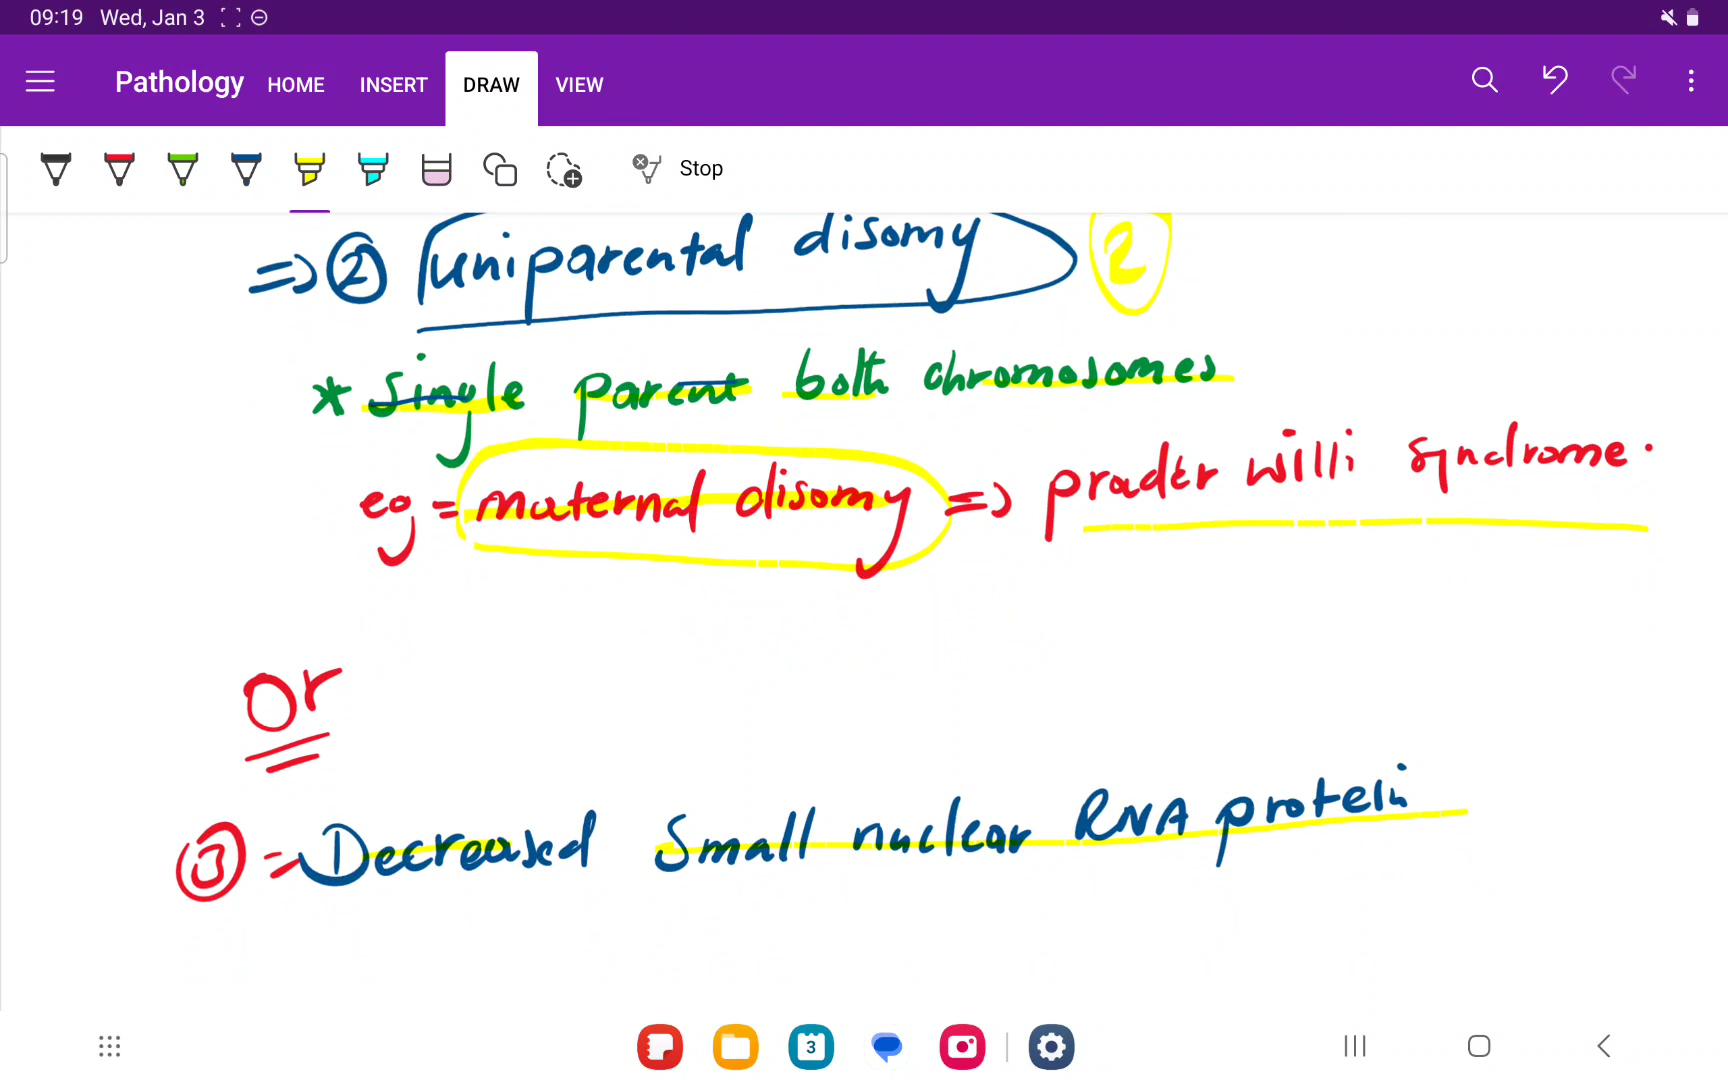 09:19 Wed, Jan 3
Pathology HOME INSERT DRAW VIEW
Stop
=> 2 uniparental disomy 2
* Single parent both chromosomes
eg = maternal disomy => prader willi syndrome.
Or
3 = Decreased Small nuclear RNA protein
3